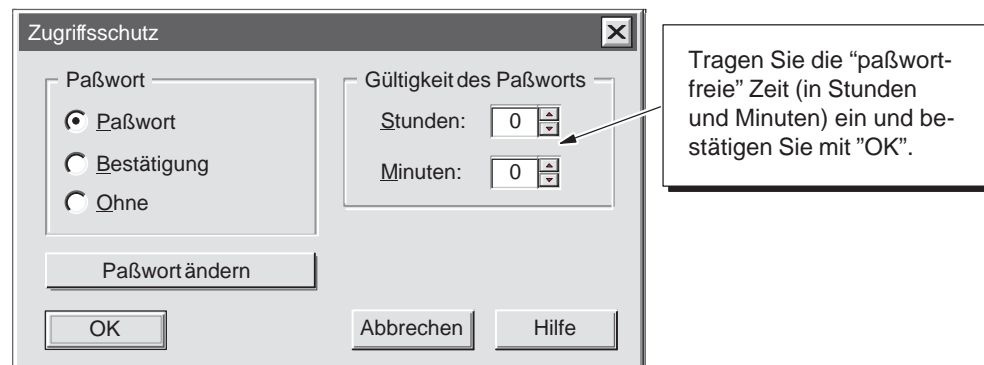 Zugriffsschutz
Paßwort
Paßwort
Bestätigung
Ohne
Gültigkeit des Paßworts
Stunden: 0
Minuten: 0
Paßwort ändern
OK
Abbrechen
Hilfe
Tragen Sie die “paßwort-
freie” Zeit (in Stunden
und Minuten) ein und be-
stätigen Sie mit ”OK”.